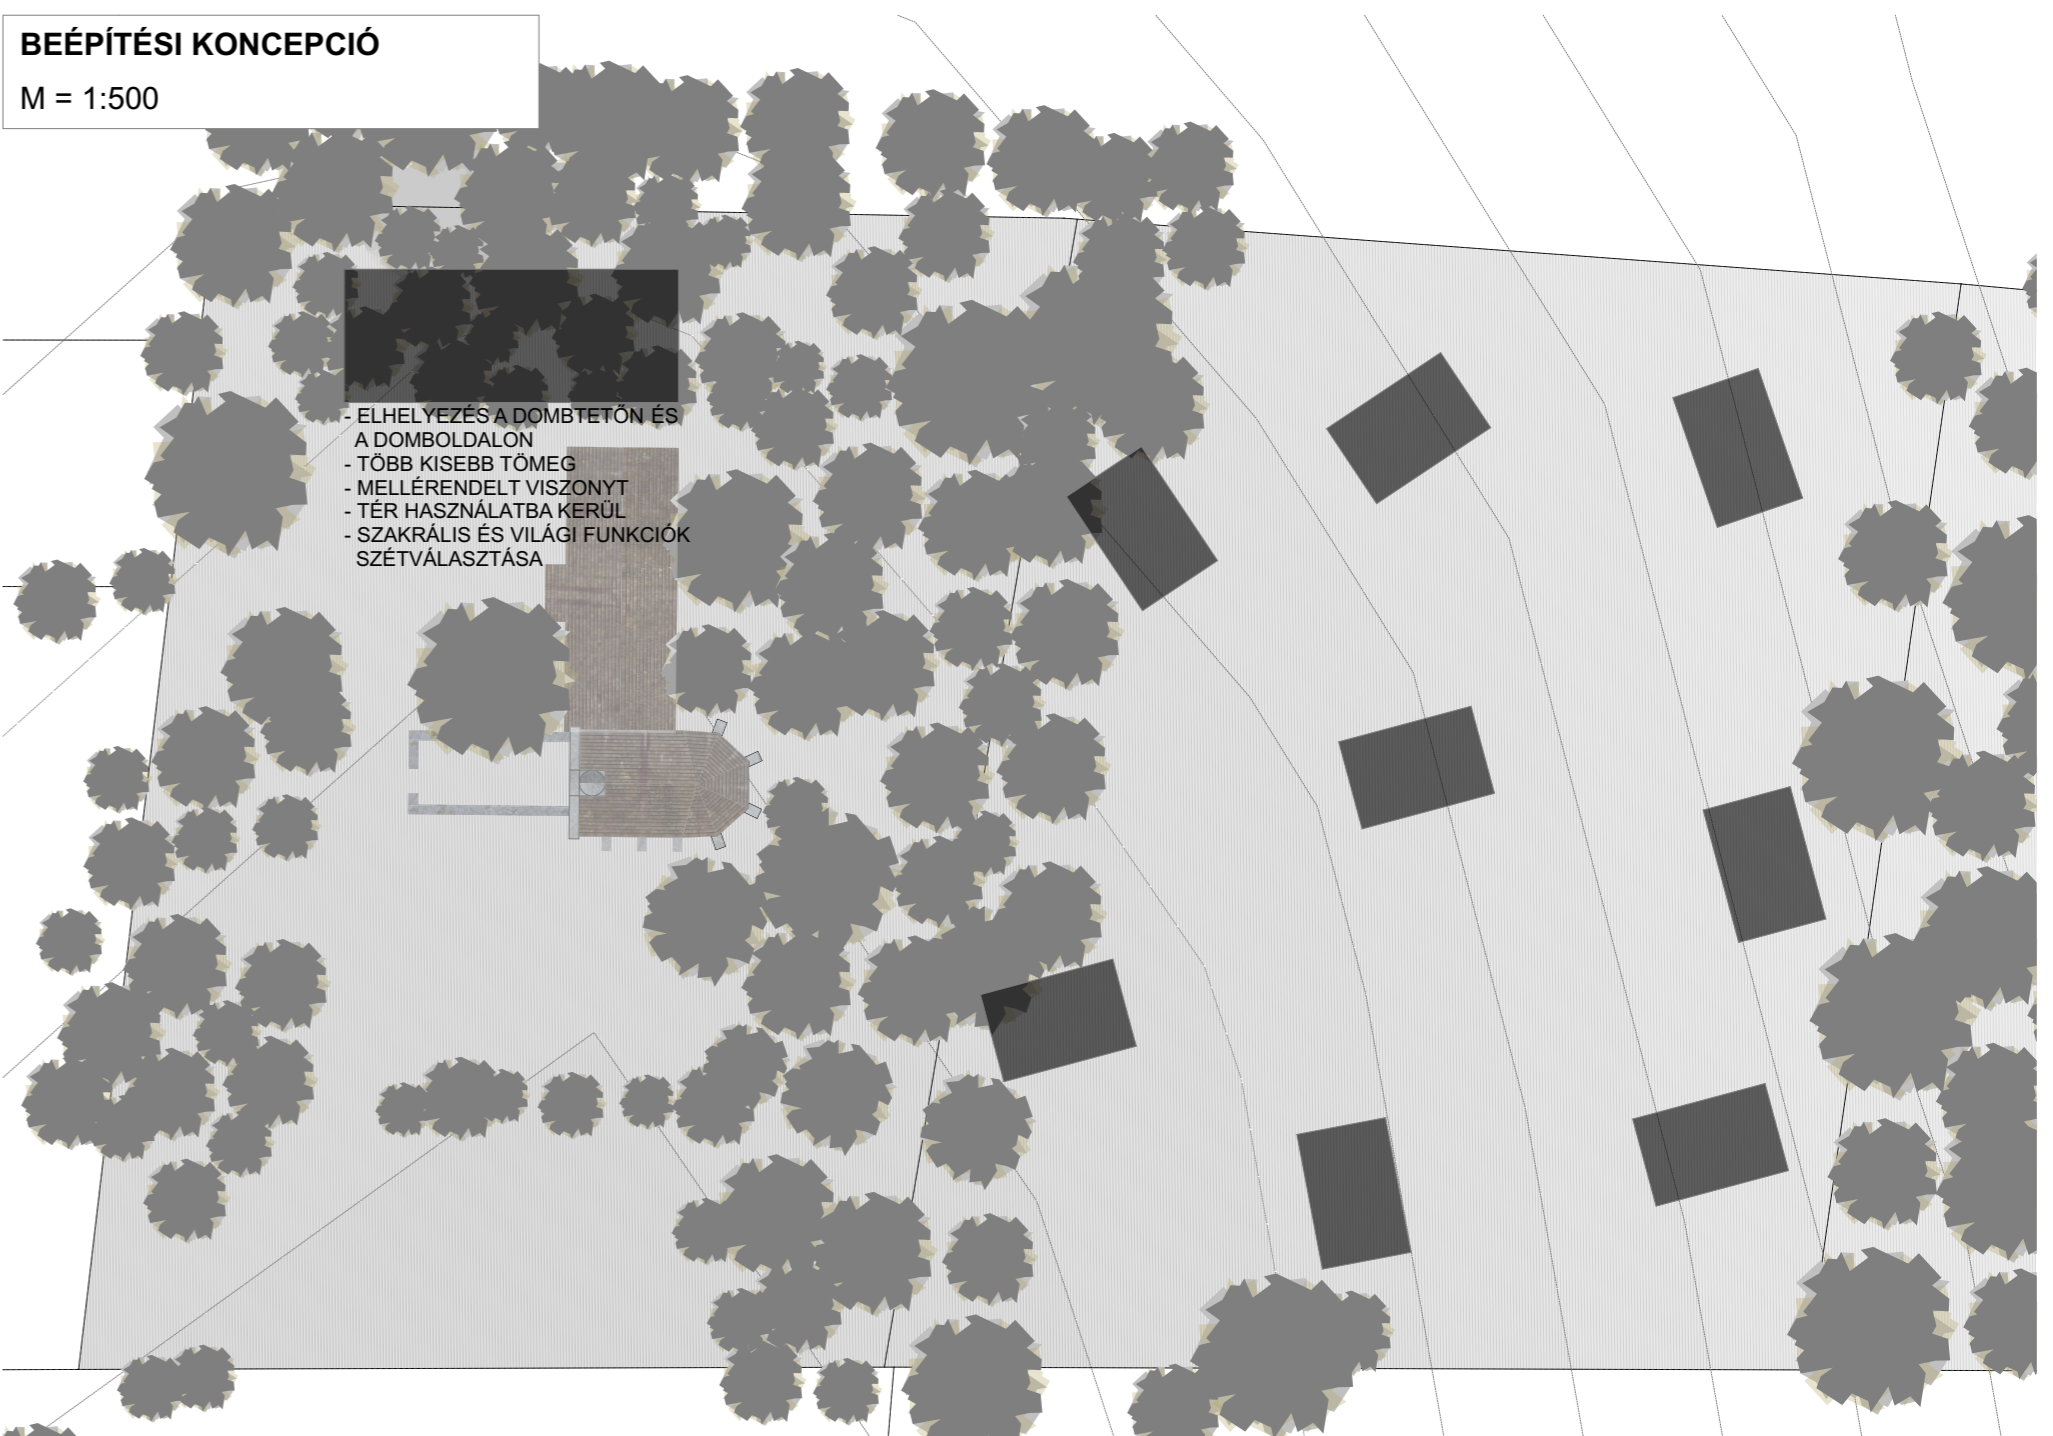 BEÉPÍTÉSI KONCEPCIÓ
M = 1:500
- ELHELYEZÉS A DOMBTETŐN ÉS
A DOMBOLDALON
- TÖBB KISEBB TÖMEG
- MELLÉRENDELT VISZONYT
- TÉR HASZNÁLATBA KERÜL
- SZAKRÁLIS ÉS VILÁGI FUNKCIÓK
SZÉTVÁLASZTÁSA